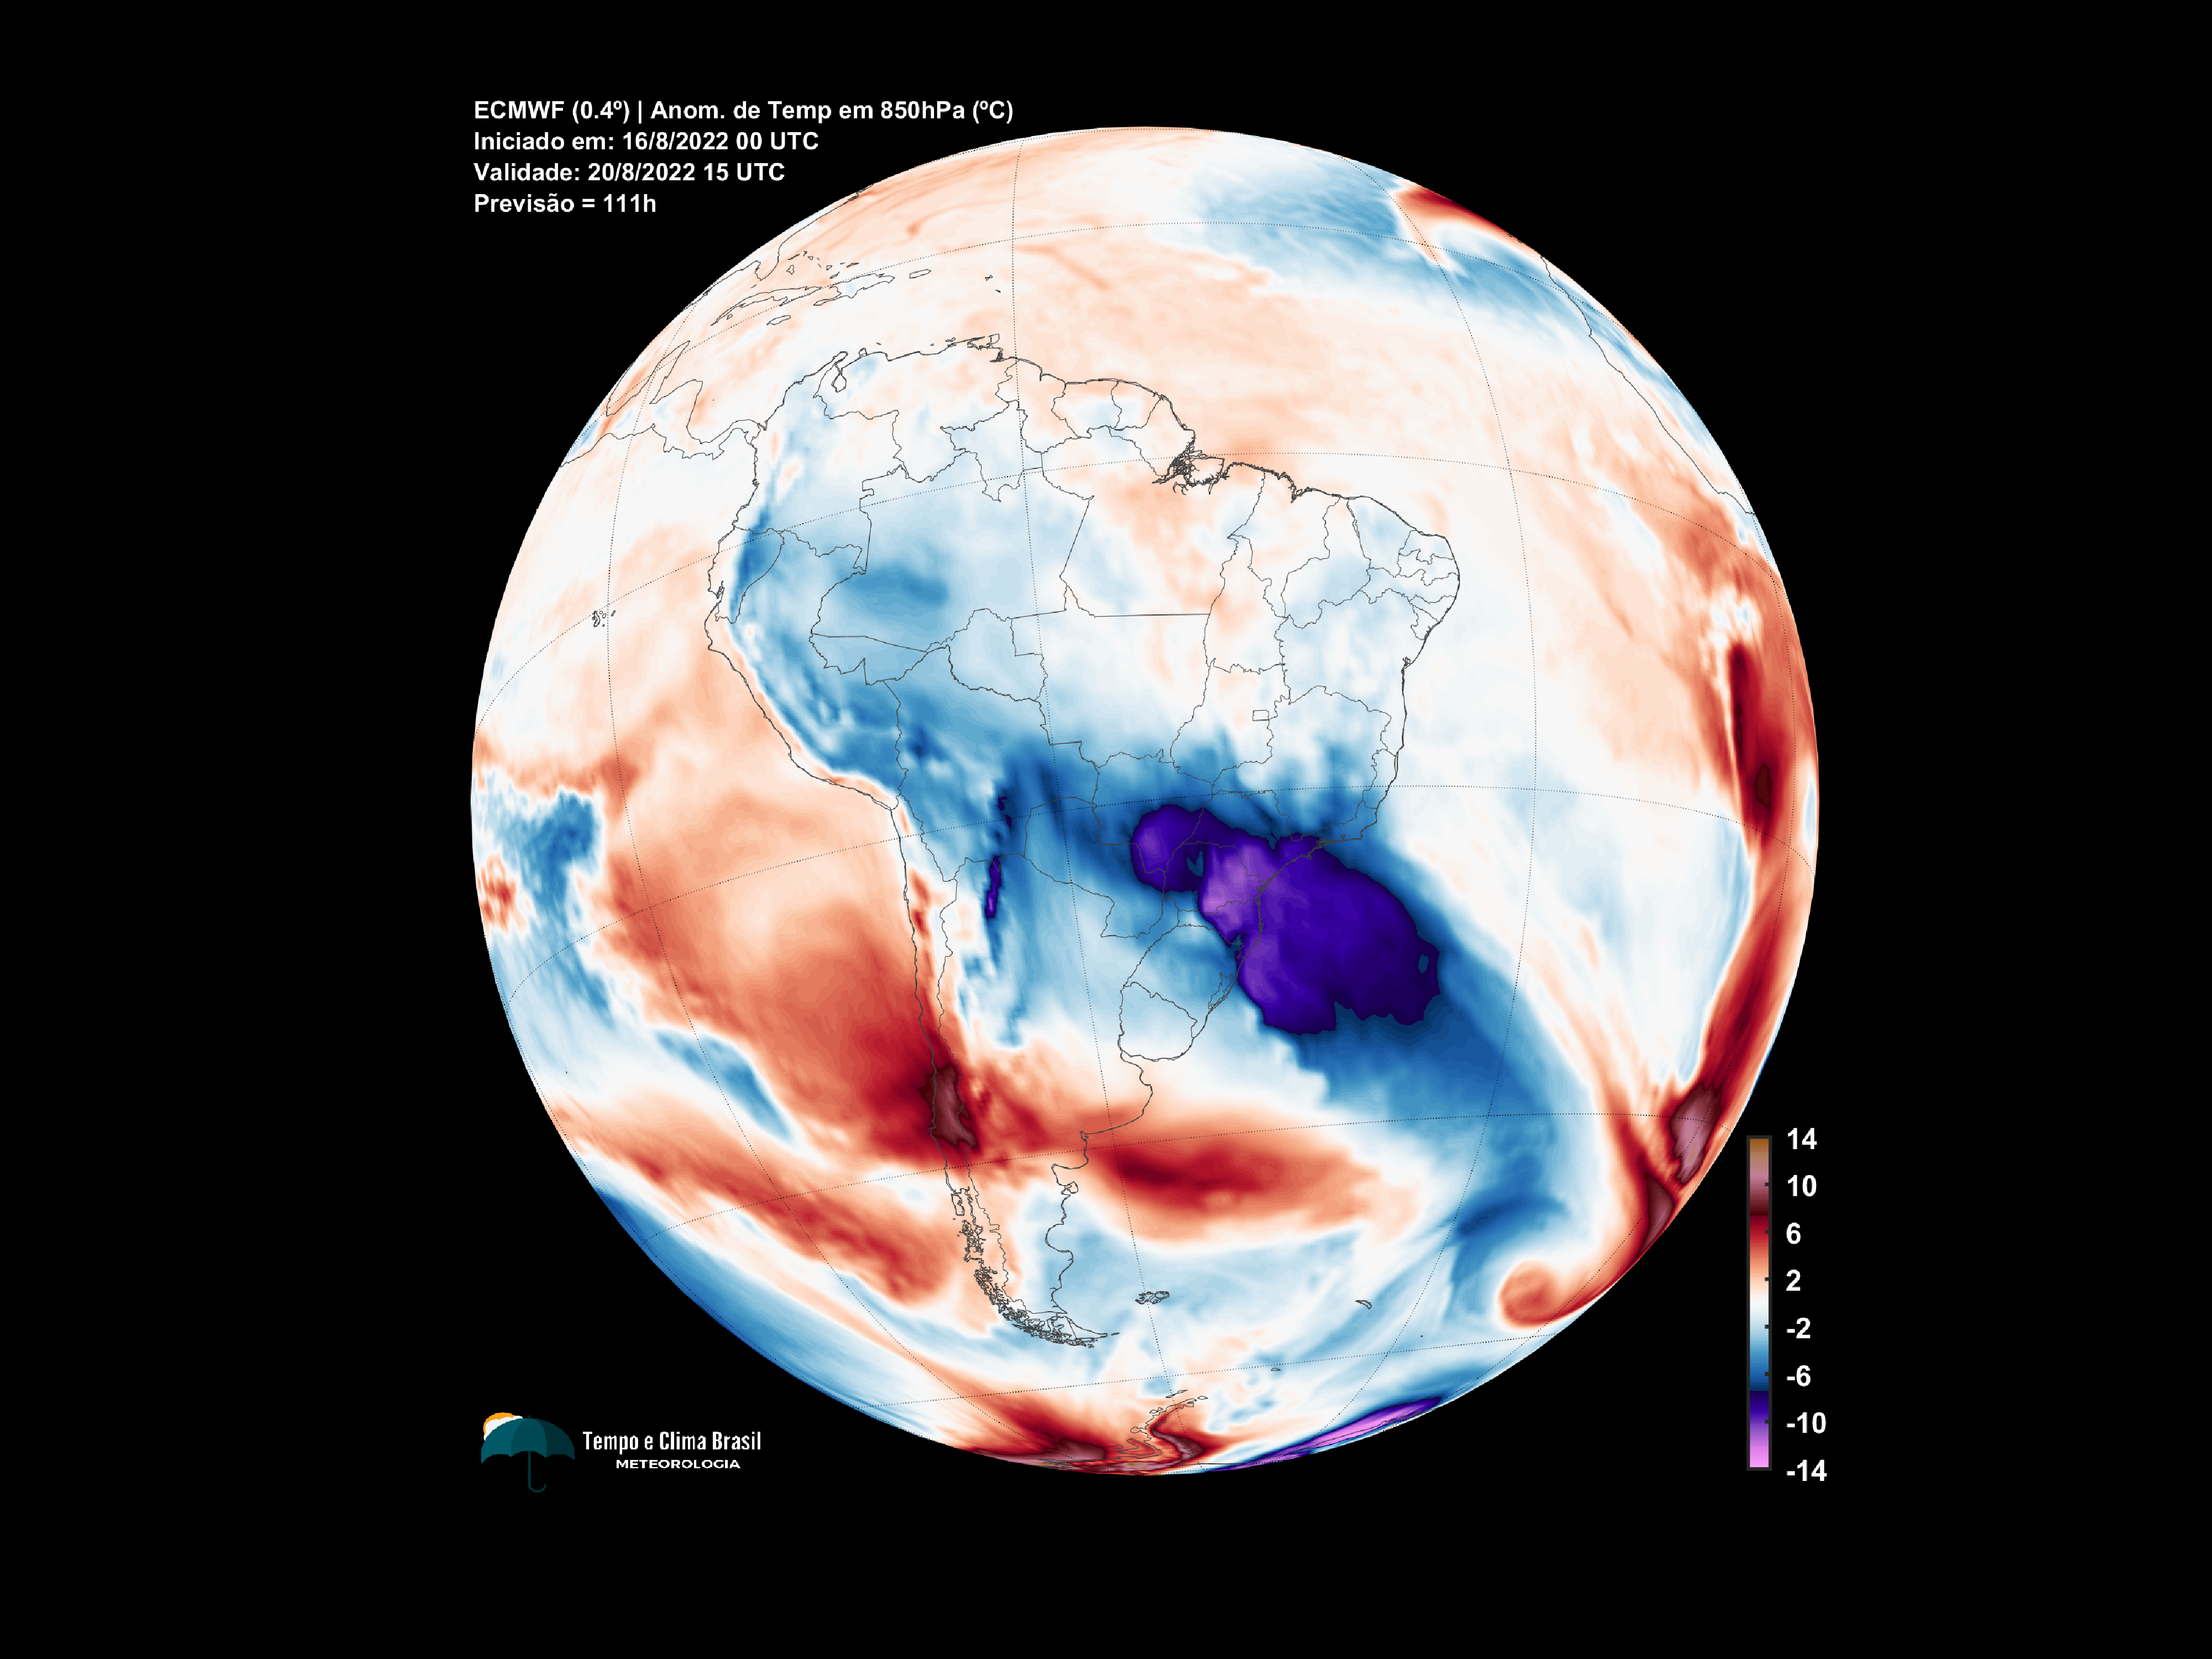 ECMWF (0.4º) | Anom. de Temp em 850hPa (ºC)
Iniciado em: 16/8/2022 00 UTC
Validade: 20/8/2022 15 UTC
Previsão = 111h
14
10
6
2
-2
-6
-10
-14
Tempo e Clima Brasil
METEOROLOGIA